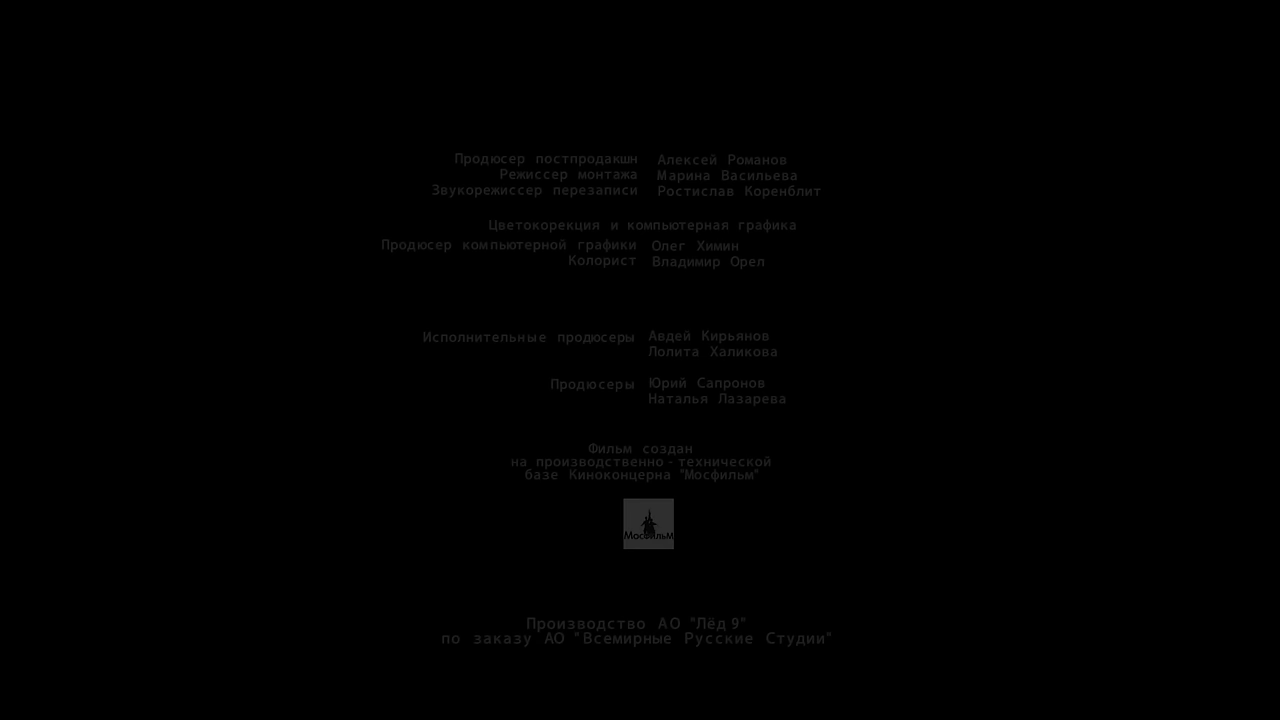 Продюсер постпродакшн Алексей Романов
Режиссер монтажа Марина Васильева
Звукорежиссер перезаписи Ростислав Коренблит
Цветокорекция и компьютерная графика
Продюсер компьютерной графики Олег Химин
Колорист Владимир Орел
Исполнительные продюсеры Авдей Кирьянов
Лолита Халикова
Продюсеры Юрий Сапронов
Наталья Лазарева
Фильм создан
на производственно-технической
базе Киноконцерна "Мосфильм"
Мосфильм
Производство АО "Лёд 9"
по заказу АО "Всемирные Русские Студии"